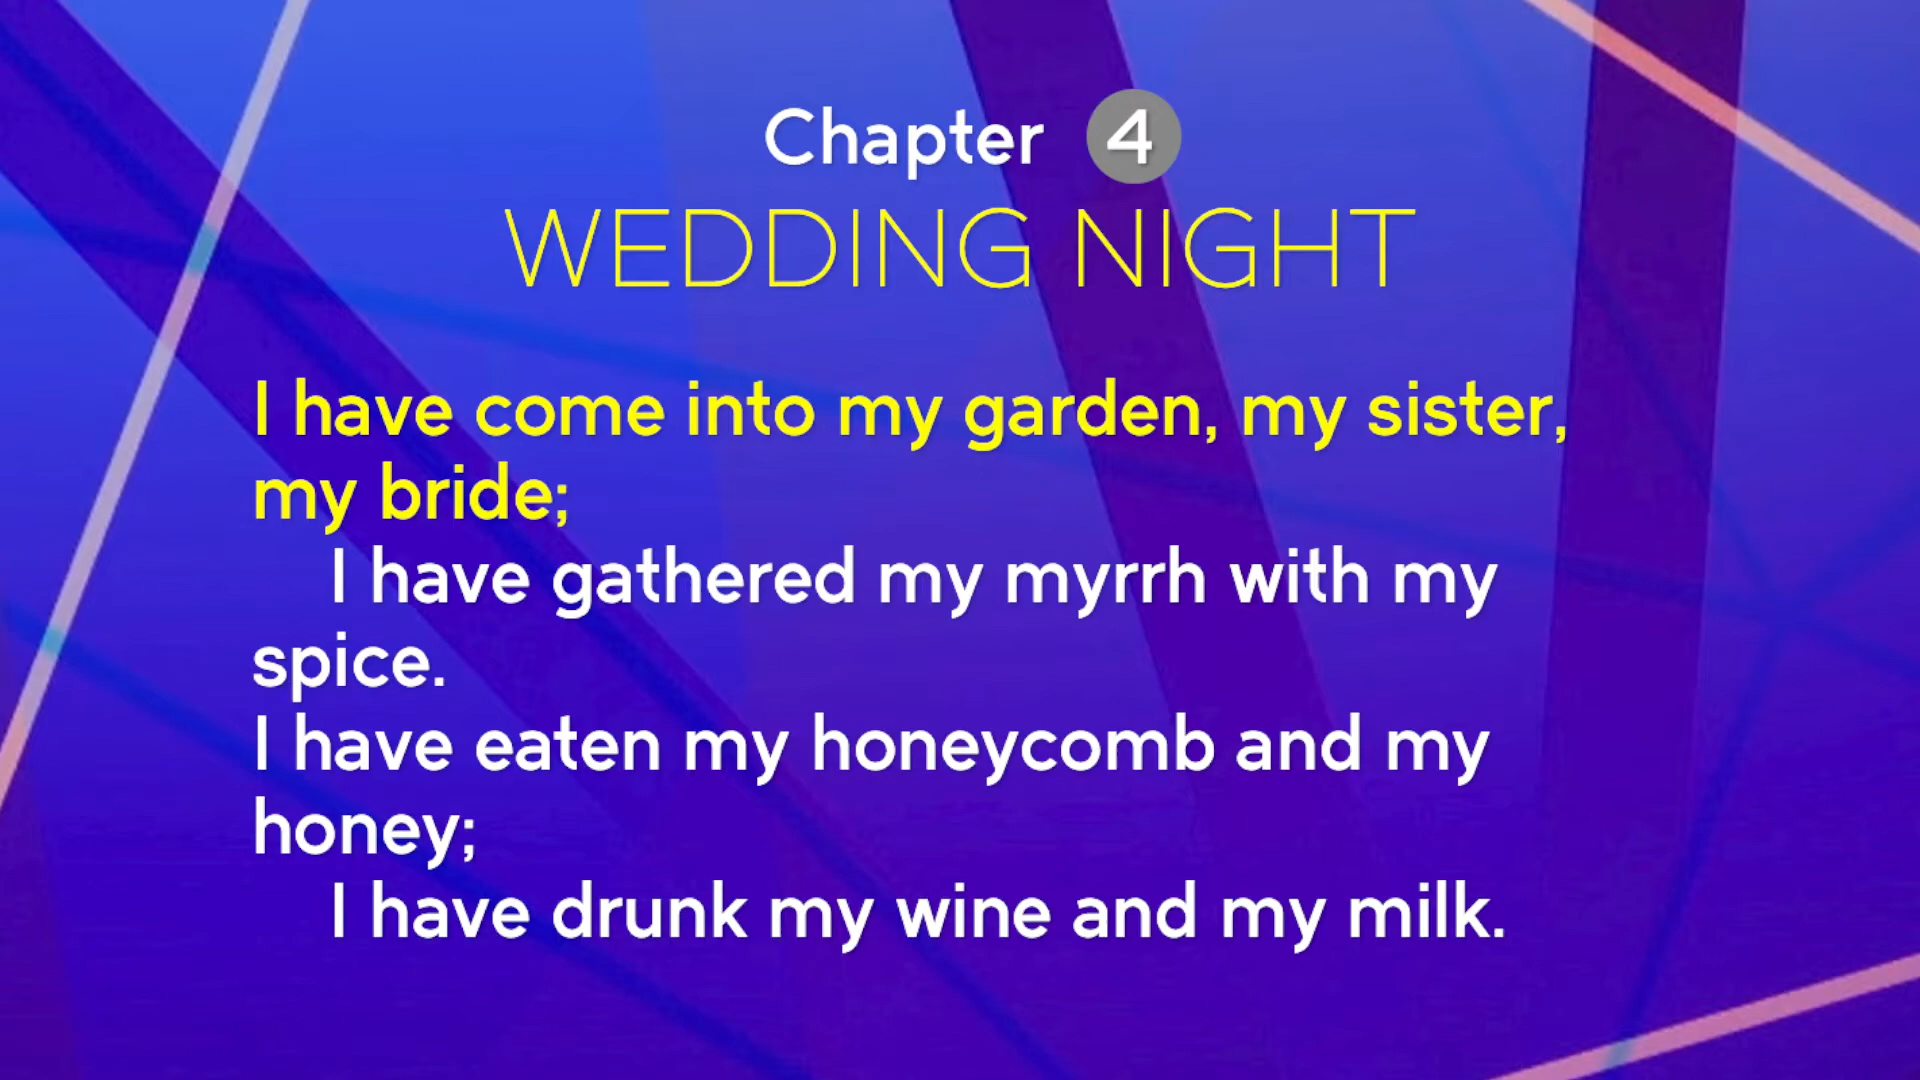 Chapter 4
WEDDING NIGHT
I have come into my garden, my sister,
my bride;
I have gathered my myrrh with my
spice.
I have eaten my honeycomb and my
honey;
I have drunk my wine and my milk.